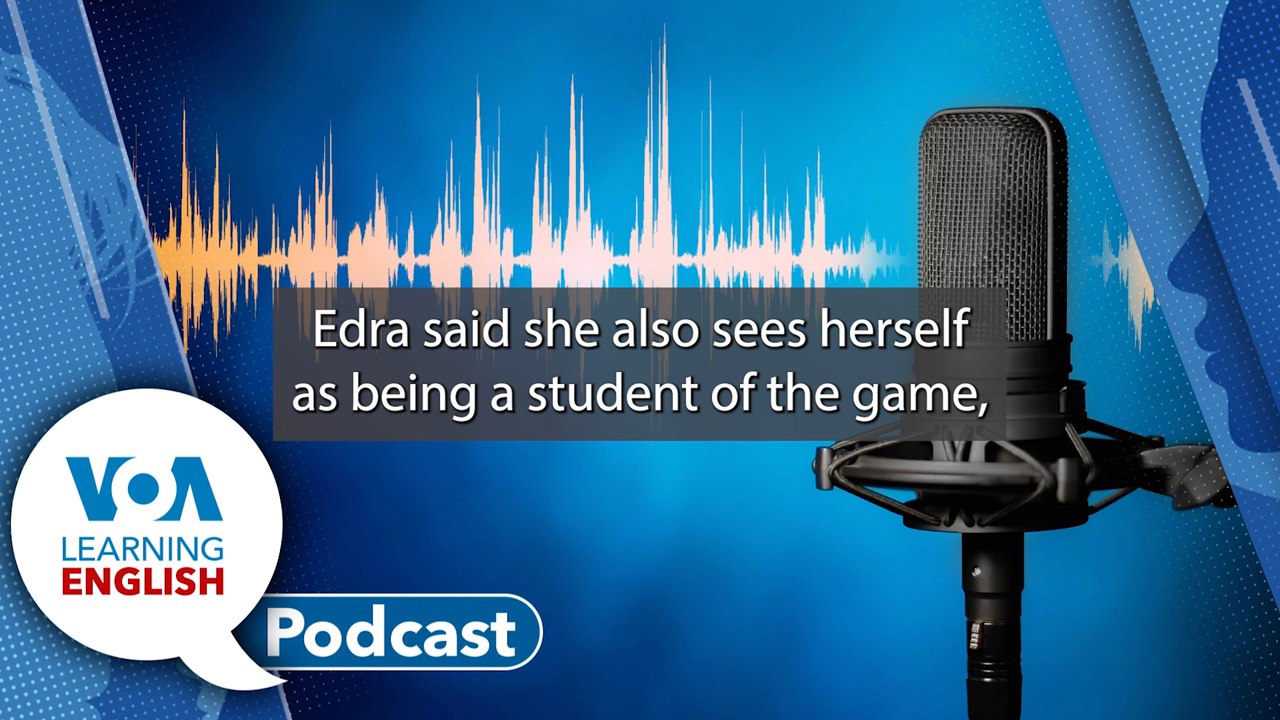 Edra said she also sees herself
as being a student of the game,
VOA
LEARNING
ENGLISH
Podcast